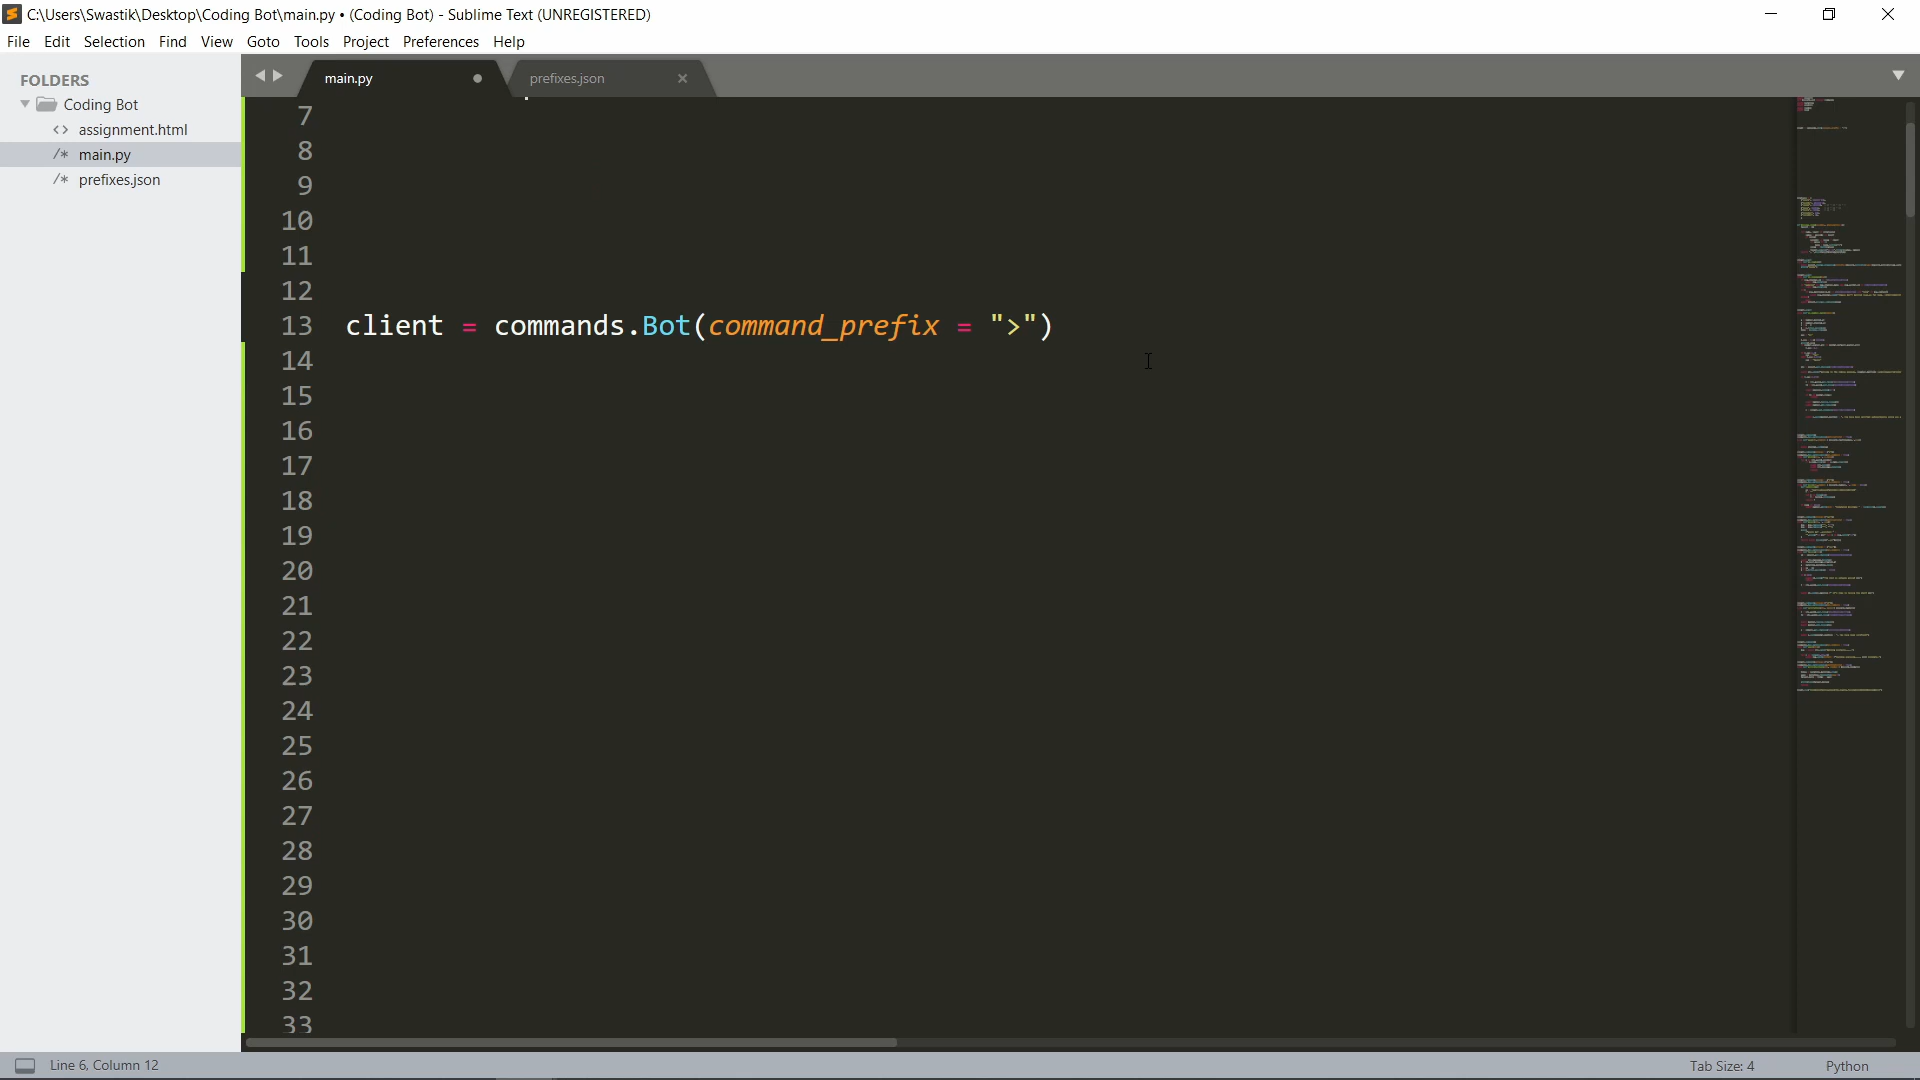 C:\Users\Swastik\Desktop\Coding Bot\main.py • (Coding Bot) - Sublime Text (UNREGISTERED)
File Edit Selection Find View Goto Tools Project Preferences Help
FOLDERS
Coding Bot
<> assignment.html
/* main.py
/* prefixes.json
main.py
prefixes.json
7
8
9
10
11
12
13 client = commands.Bot(command_prefix = ">")
14
15
16
17
18
19
20
21
22
23
24
25
26
27
28
29
30
31
32
33
Line 6, Column 12
Tab Size: 4
Python